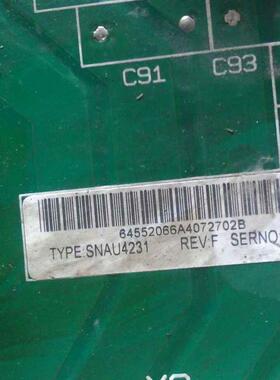 C91 C93
64552066A4072702B
TYPE:SNAU4231 REV:F SERNO